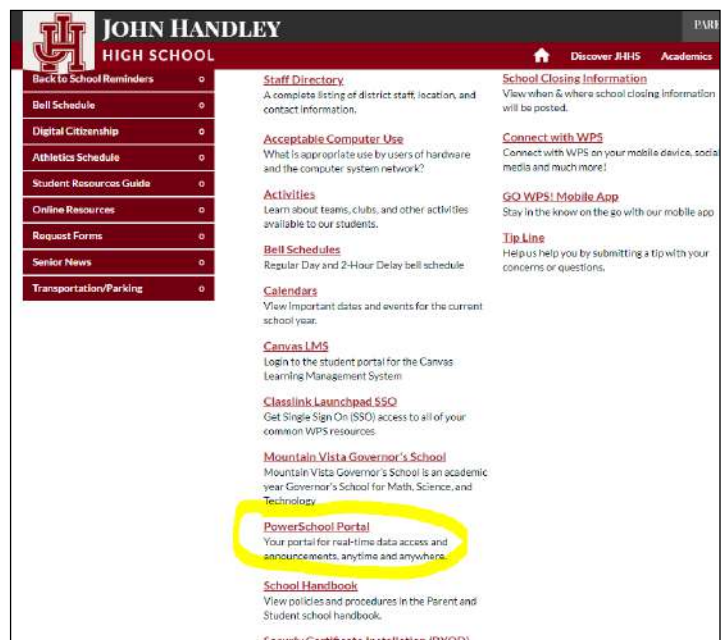 JOHN HANDLEY
HIGH SCHOOL
PARE
Discover JHHS Academics
Back to School Reminders
Bell Schedule
Digital Citizenship
Athletics Schedule
Student Resources Guide
Online Resources
Request Forms
Senior News
Transportation/Parking
Staff Directory
A complete listing of district staff, location, and
contact information.
Acceptable Computer Use
What is appropriate use by users of hardware
and the computer system network?
Activities
Learn about teams, clubs, and other activities
available to our students.
Bell Schedules
Regular Day and 2-Hour Delay bell schedule
Calendars
View important dates and events for the current
school year.
Canvas LMS
Login to the student portal for the Canvas
Learning Management System
Classlink Launchpad SSO
Get Single Sign On (SSO) access to all of your
common WPS resources
Mountain Vista Governor's School
Mountain Vista Governor's School is an academic
year Governor's School for Math, Science, and
Technology
PowerSchool Portal
Your portal for real-time data access and
announcements, anytime and anywhere.
School Handbook
View policies and procedures in the Parent and
Student school handbook.
Security Certificate Installation (BYOD)
School Closing Information
View when & where school closing information
will be posted.
Connect with WPS
Connect with WPS on your mobile device, social
media and much more!
GO WPS! Mobile App
Stay in the know on the go with our mobile app
Tip Line
Help us help you by submitting a tip with your
concerns or questions.